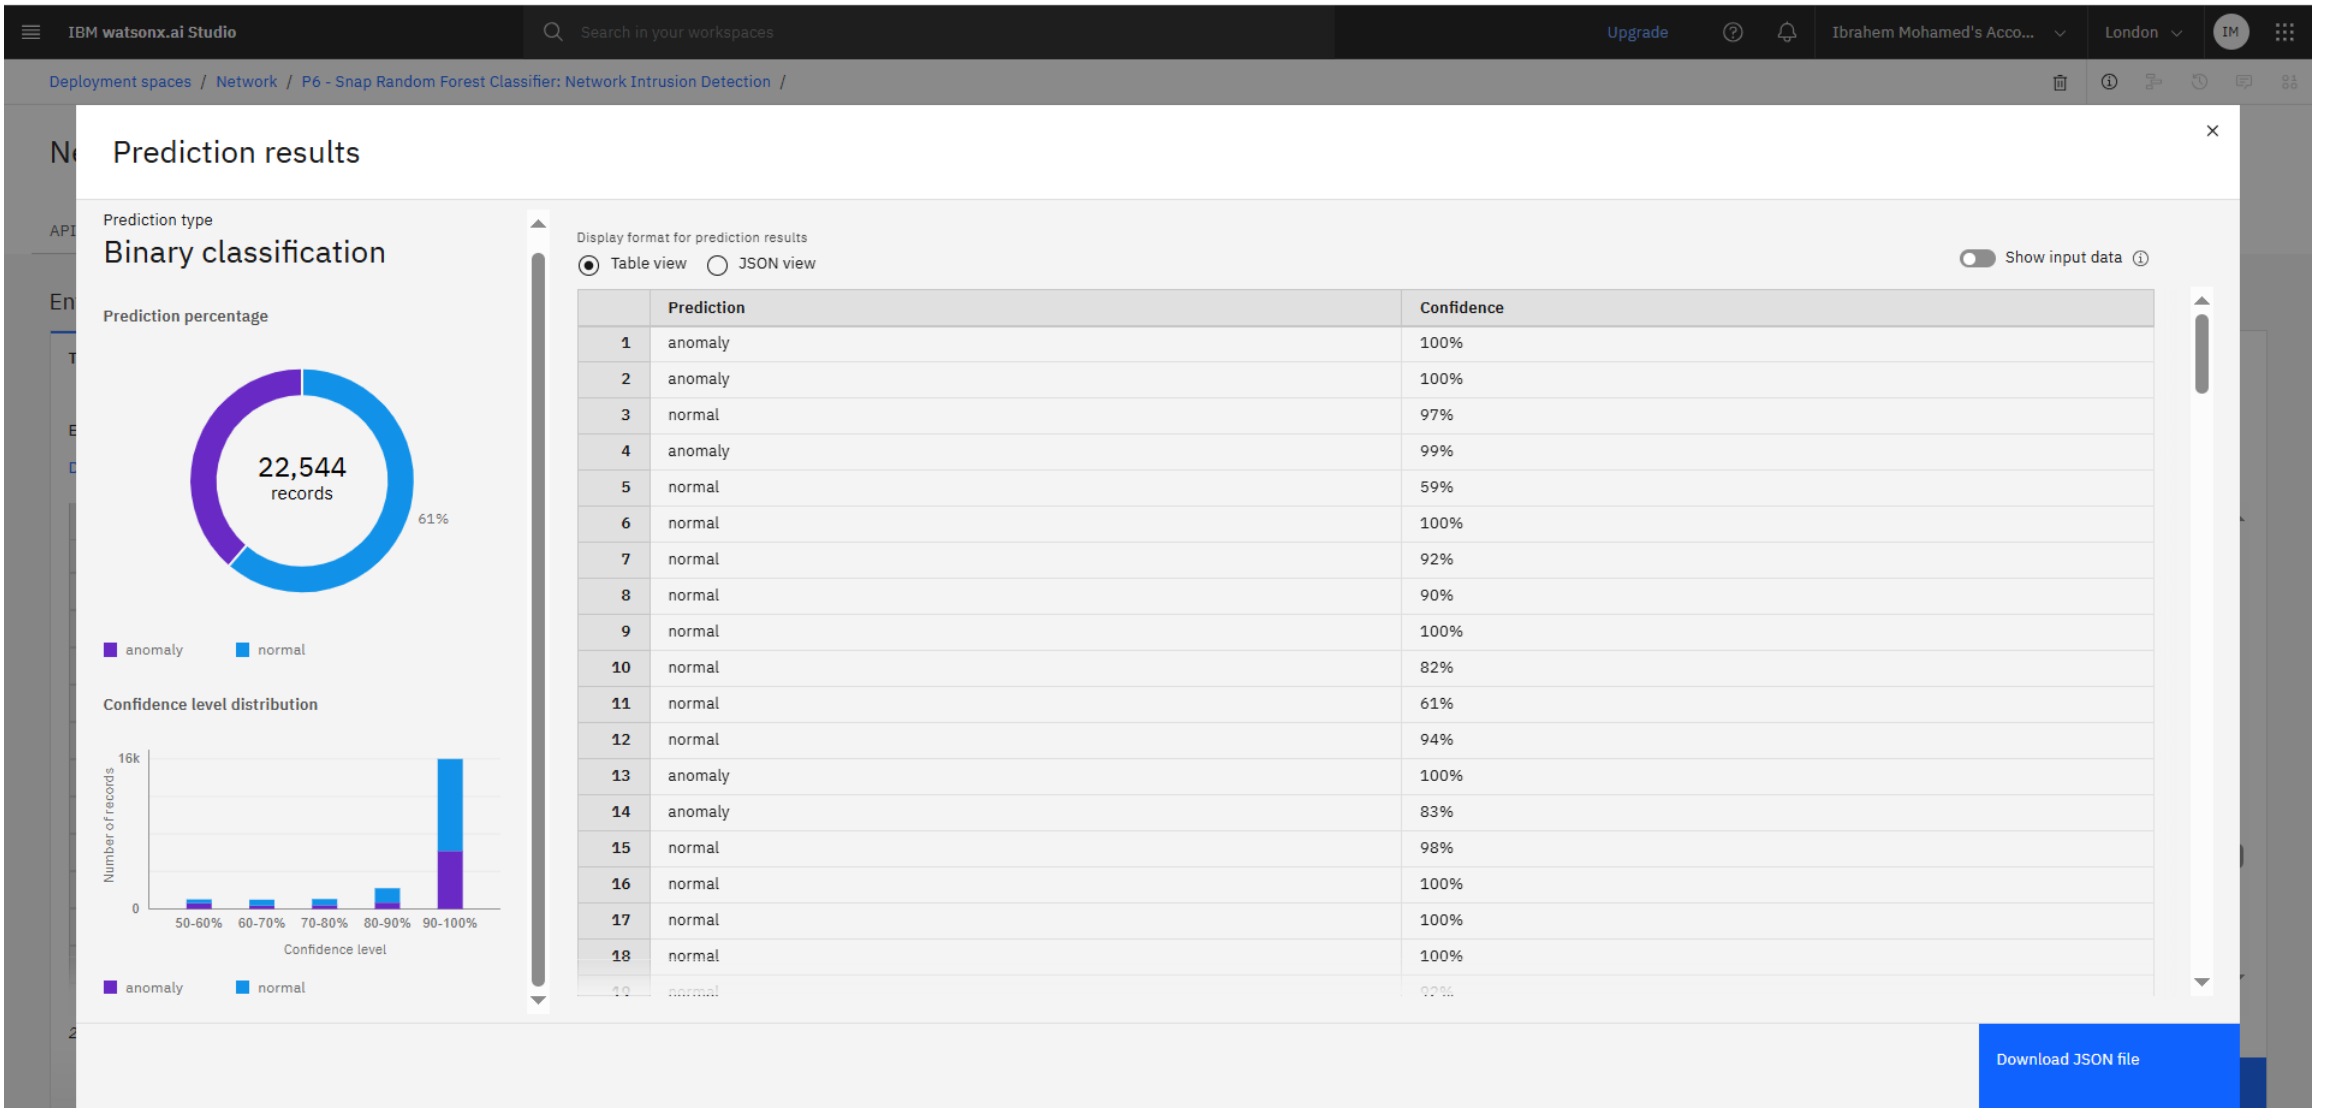 IBM watsonx.ai Studio
Search in your workspaces
Upgrade
Ibrahem Mohamed's Acco...
London
IM
Deployment spaces / Network / P6 - Snap Random Forest Classifier: Network Intrusion Detection /
Prediction results
Prediction type
Binary classification
Prediction percentage
22,544
records
61%
anomaly normal
Confidence level distribution
Number of records
16k
0
50-60% 60-70% 70-80% 80-90% 90-100%
Confidence level
anomaly normal
Display format for prediction results
Table view JSON view
Show input data
Prediction Confidence
1 anomaly 100%
2 anomaly 100%
3 normal 97%
4 anomaly 99%
5 normal 59%
6 normal 100%
7 normal 92%
8 normal 90%
9 normal 100%
10 normal 82%
11 normal 61%
12 normal 94%
13 anomaly 100%
14 anomaly 83%
15 normal 98%
16 normal 100%
17 normal 100%
18 normal 100%
19 normal 92%
Download JSON file
API